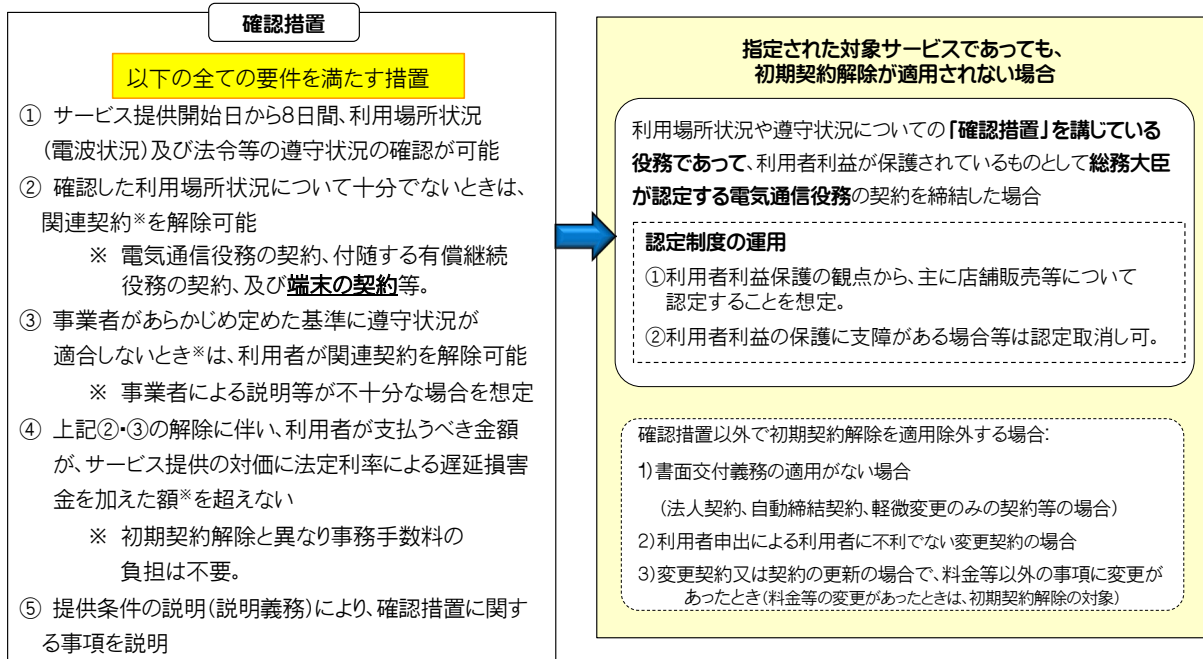 確認措置
以下の全ての要件を満たす措置
① サービス提供開始日から8日間、利用場所状況
(電波状況)及び法令等の遵守状況の確認が可能
② 確認した利用場所状況について十分でないときは、
関連契約※を解除可能
※ 電気通信役務の契約、付随する有償継続
役務の契約、及び端末の契約等。
③ 事業者があらかじめ定めた基準に遵守状況が
適合しないとき※は、利用者が関連契約を解除可能
※ 事業者による説明等が不十分な場合を想定
④ 上記②・③の解除に伴い、利用者が支払うべき金額
が、サービス提供の対価に法定利率による遅延損害
金を加えた額※を超えない
※ 初期契約解除と異なり事務手数料の
負担は不要。
⑤ 提供条件の説明(説明義務)により、確認措置に関す
る事項を説明
指定された対象サービスであっても、
初期契約解除が適用されない場合
利用場所状況や遵守状況についての「確認措置」を講じている
役務であって、利用者利益が保護されているものとして総務大臣
が認定する電気通信役務の契約を締結した場合
認定制度の運用
①利用者利益保護の観点から、主に店舗販売等について
認定することを想定。
②利用者利益の保護に支障がある場合等は認定取消し可。
確認措置以外で初期契約解除を適用除外する場合:
1)書面交付義務の適用がない場合
(法人契約、自動締結契約、軽微変更のみの契約等の場合)
2)利用者申出による利用者に不利でない変更契約の場合
3)変更契約又は契約の更新の場合で、料金等以外の事項に変更が
あったとき(料金等の変更があったときは、初期契約解除の対象)